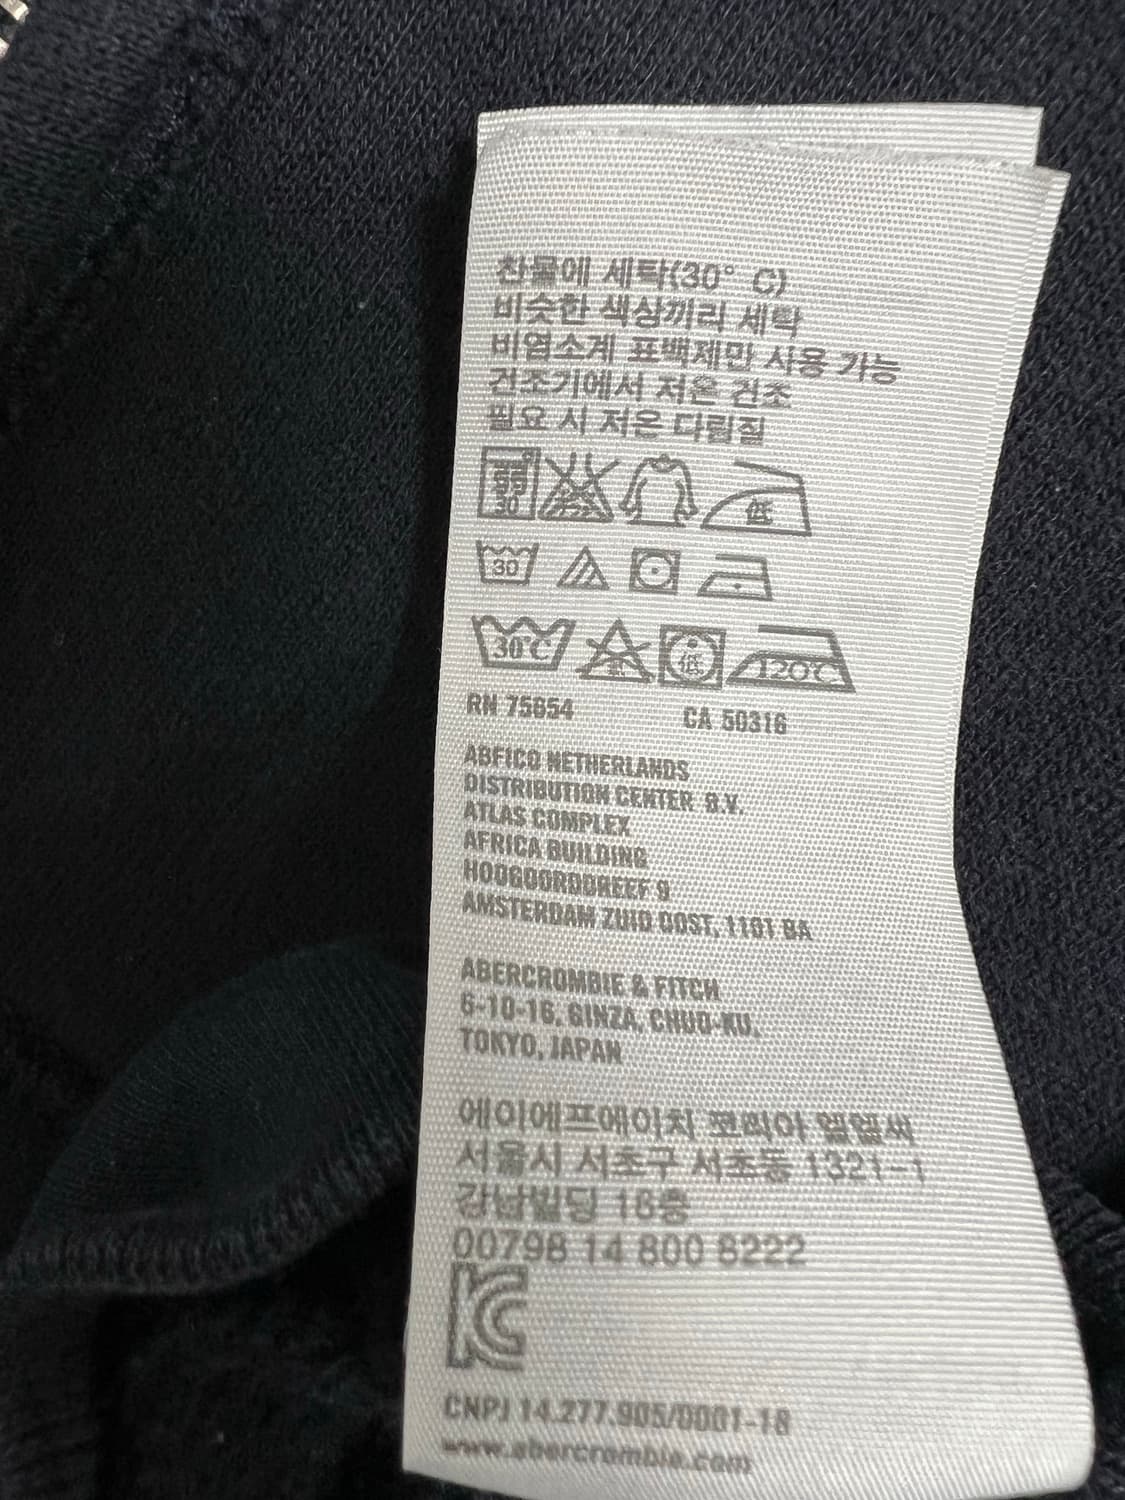 찬물에 세탁(30° C)
비슷한 색상끼리 세탁
비염소계 표백제만 사용 가능
건조기에서 저온 건조
필요 시 저온 다림질
30 低
30
30°C 低 120°C
RN 75654 CA 50316
ABFICO NETHERLANDS
DISTRIBUTION CENTER B.V.
ATLAS COMPLEX
AFRICA BUILDING
HOOGOORDDREEF 9
AMSTERDAM ZUID OOST, 1101 BA
ABERCROMBIE & FITCH
6-10-16, GINZA, CHUO-KU,
TOKYO, JAPAN
에이에프에이치 코리아 엘엘씨
서울시 서초구 서초동 1321-1
강남빌딩 16층
00798 14 800 8222
KC
CNPJ 14.277.905/0001-18
www.abercrombie.com